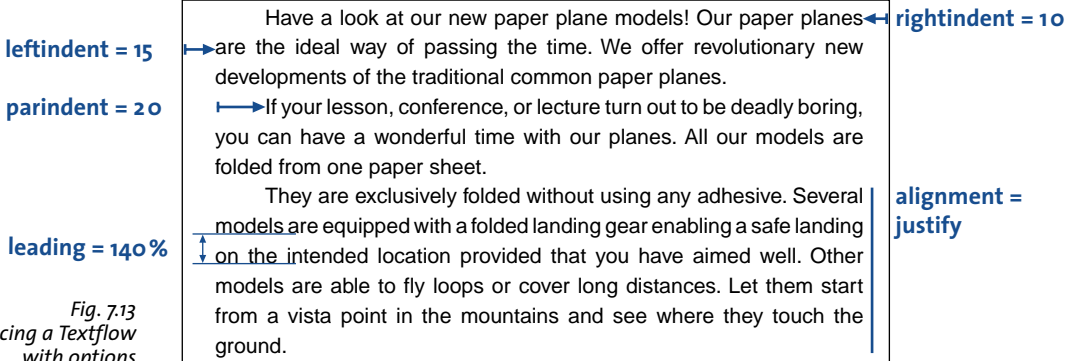 Have a look at our new paper plane models! Our paper planes
rightindent = 10
leftindent = 15
are the ideal way of passing the time. We offer revolutionary new
developments of the traditional common paper planes.
parindent = 20
If your lesson, conference, or lecture turn out to be deadly boring,
you can have a wonderful time with our planes. All our models are
folded from one paper sheet.
They are exclusively folded without using any adhesive. Several
alignment =
justify
models are equipped with a folded landing gear enabling a safe landing
leading = 140%
on the intended location provided that you have aimed well. Other
models are able to fly loops or cover long distances. Let them start
from a vista point in the mountains and see where they touch the
ground.
Fig. 7.13
cing a Textflow
with options